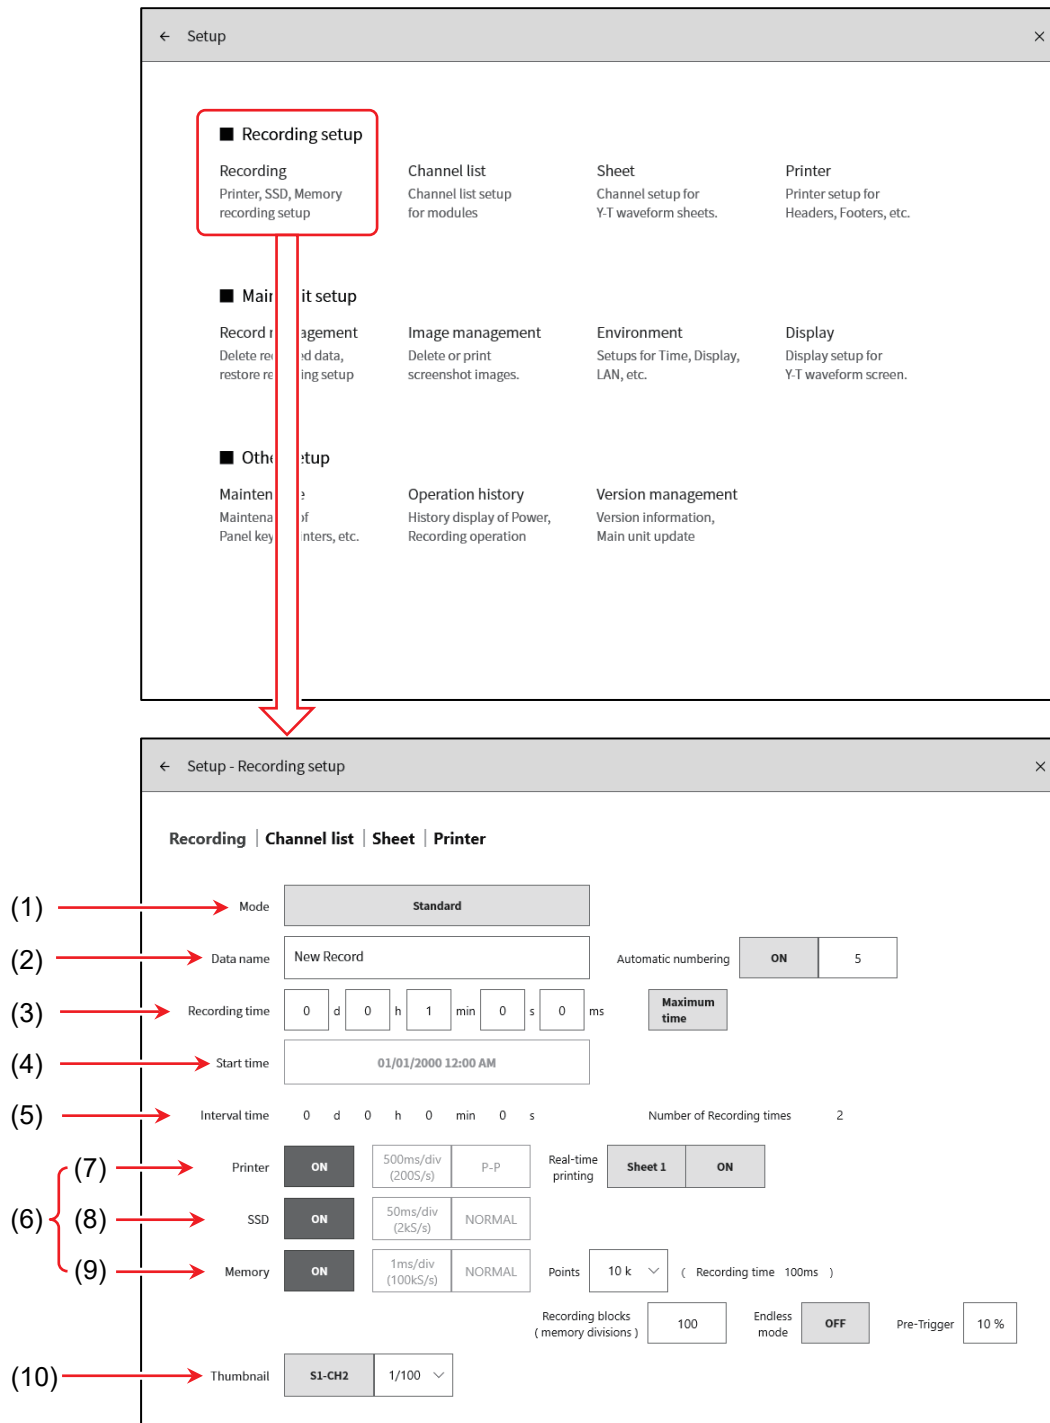 ← Setup ×
■ Recording setup
Recording Channel list Sheet Printer
Printer, SSD, Memory Channel list setup Channel setup for Printer setup for
recording setup for modules Y-T waveform sheets. Headers, Footers, etc.
■ Mai it setup
Record agement Image management Environment Display
Delete re d data, Delete or print Setups for Time, Display, Display setup for
restore re ing setup screenshot images. LAN, etc. Y-T waveform screen.
■ Othe etup
Mainten e Operation history Version management
Maintena of History display of Power, Version information,
Panel key inters, etc. Recording operation Main unit update
← Setup - Recording setup ×
Recording | Channel list | Sheet | Printer
(1) Mode Standard
(2) Data name New Record Automatic numbering ON 5
(3) Recording time 0 d 0 h 1 min 0 s 0 ms Maximum time
(4) Start time 01/01/2000 12:00 AM
(5) Interval time 0 d 0 h 0 min 0 s Number of Recording times 2
(6)
(7) Printer ON 500ms/div (200S/s) P-P Real-time printing Sheet 1 ON
(8) SSD ON 50ms/div (2kS/s) NORMAL
(9) Memory ON 1ms/div (100kS/s) NORMAL Points 10 k ( Recording time 100ms )
Recording blocks ( memory divisions ) 100 Endless mode OFF Pre-Trigger 10 %
(10) Thumbnail S1-CH2 1/100